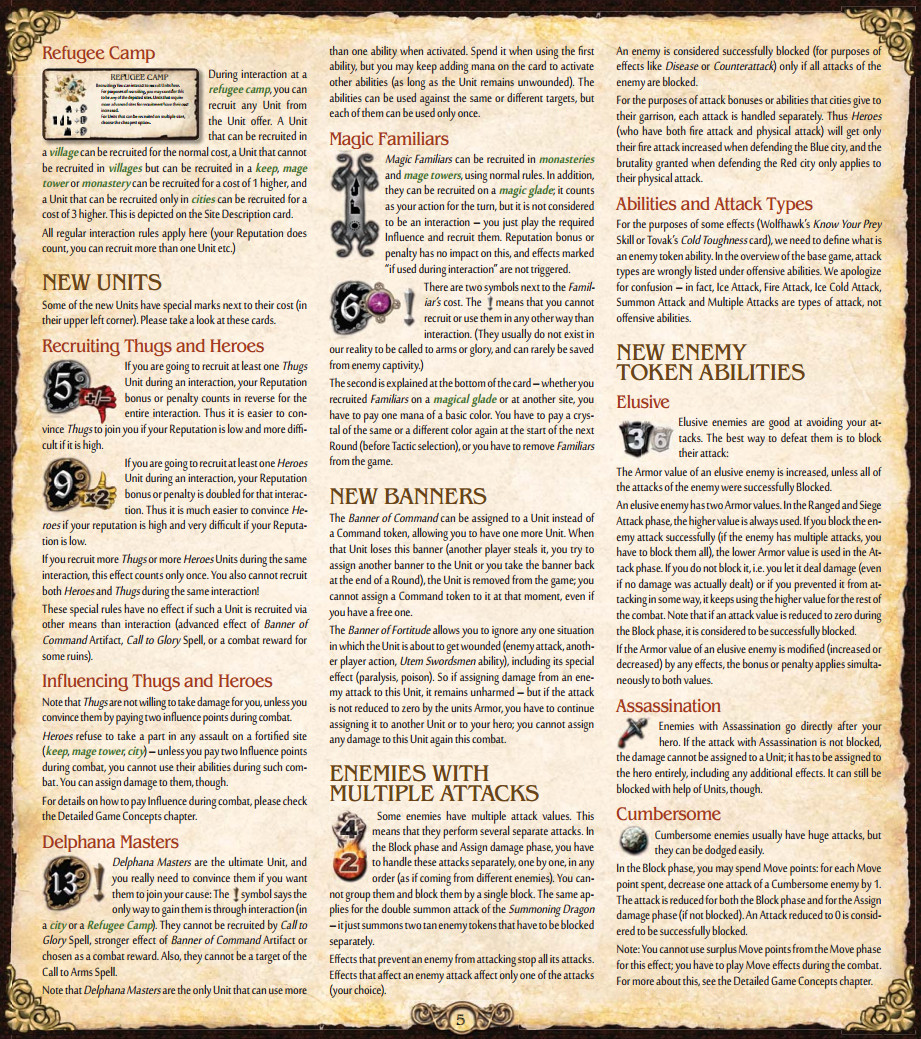 Refugee Camp
REFUGEE CAMP
During interaction at a
refugee camp, you can
recruit any Unit from
the Unit offer. A Unit
that can be recruited in
a village can be recruited for the normal cost, a Unit that cannot
be recruited in villages but can be recruited in a keep, mage
tower or monastery can be recruited for a cost of 1 higher, and
a Unit that can be recruited only in cities can be recruited for a
cost of 3 higher. This is depicted on the Site Description card.
All regular interaction rules apply here (your Reputation does
count, you can recruit more than one Unit etc.)
NEW UNITS
Some of the new Units have special marks next to their cost (in
their upper left corner). Please take a look at these cards.
Recruiting Thugs and Heroes
5 +/-
If you are going to recruit at least one Thugs
Unit during an interaction, your Reputation
bonus or penalty counts in reverse for the
entire interaction. Thus it is easier to con-
vince Thugs to join you if your Reputation is low and more diffi-
cult if it is high.
9 x2
If you are going to recruit at least one Heroes
Unit during an interaction, your Reputation
bonus or penalty is doubled for that interac-
tion. Thus it is much easier to convince He-
roes if your reputation is high and very difficult if your Reputa-
tion is low.
If you recruit more Thugs or more Heroes Units during the same
interaction, this effect counts only once. You also cannot recruit
both Heroes and Thugs during the same interaction!
These special rules have no effect if such a Unit is recruited via
other means than interaction (advanced effect of Banner of
Command Artifact, Call to Glory Spell, or a combat reward for
some ruins).
Influencing Thugs and Heroes
Note that Thugs are not willing to take damage for you, unless you
convince them by paying two influence points during combat.
Heroes refuse to take a part in any assault on a fortified site
(keep, mage tower, city) – unless you pay two Influence points
during combat, you cannot use their abilities during such com-
bat. You can assign damage to them, though.
For details on how to pay Influence during combat, please check
the Detailed Game Concepts chapter.
Delphana Masters
13 !
Delphana Masters are the ultimate Unit, and
you really need to convince them if you want
them to join your cause: The ! symbol says the
only way to gain them is through interaction (in
a city or a Refugee Camp). They cannot be recruited by Call to
Glory Spell, stronger effect of Banner of Command Artifact or
chosen as a combat reward. Also, they cannot be a target of the
Call to Arms Spell.
Note that Delphana Masters are the only Unit that can use more
than one ability when activated. Spend it when using the first
ability, but you may keep adding mana on the card to activate
other abilities (as long as the Unit remains unwounded). The
abilities can be used against the same or different targets, but
each of them can be used only once.
Magic Familiars
Magic Familiars can be recruited in monasteries
and mage towers, using normal rules. In addition,
they can be recruited on a magic glade; it counts
as your action for the turn, but it is not considered
to be an interaction – you just play the required
Influence and recruit them. Reputation bonus or
penalty has no impact on this, and effects marked
"if used during interaction" are not triggered.
6 !
There are two symbols next to the Famil-
iar's cost. The ! means that you cannot
recruit or use them in any other way than
interaction. (They usually do not exist in
our reality to be called to arms or glory, and can rarely be saved
from enemy captivity.)
The second is explained at the bottom of the card – whether you
recruited Familiars on a magical glade or at another site, you
have to pay one mana of a basic color. You have to pay a crys-
tal of the same or a different color again at the start of the next
Round (before Tactic selection), or you have to remove Familiars
from the game.
NEW BANNERS
The Banner of Command can be assigned to a Unit instead of
a Command token, allowing you to have one more Unit. When
that Unit loses this banner (another player steals it, you try to
assign another banner to the Unit or you take the banner back
at the end of a Round), the Unit is removed from the game; you
cannot assign a Command token to it at that moment, even if
you have a free one.
The Banner of Fortitude allows you to ignore any one situation
in which the Unit is about to get wounded (enemy attack, anoth-
er player action, Utem Swordsmen ability), including its special
effect (paralysis, poison). So if assigning damage from an ene-
my attack to this Unit, it remains unharmed – but if the attack
is not reduced to zero by the units Armor, you have to continue
assigning it to another Unit or to your hero; you cannot assign
any damage to this Unit again this combat.
ENEMIES WITH
MULTIPLE ATTACKS
4
2
Some enemies have multiple attack values. This
means that they perform several separate attacks. In
the Block phase and Assign damage phase, you have
to handle these attacks separately, one by one, in any
order (as if coming from different enemies). You can-
not group them and block them by a single block. The same ap-
plies for the double summon attack of the Summoning Dragon
– it just summons two tan enemy tokens that have to be blocked
separately.
Effects that prevent an enemy from attacking stop all its attacks.
Effects that affect an enemy attack affect only one of the attacks
(your choice).
An enemy is considered successfully blocked (for purposes of
effects like Disease or Counterattack) only if all attacks of the
enemy are blocked.
For the purposes of attack bonuses or abilities that cities give to
their garrison, each attack is handled separately. Thus Heroes
(who have both fire attack and physical attack) will get only
their fire attack increased when defending the Blue city, and the
brutality granted when defending the Red city only applies to
their physical attack.
Abilities and Attack Types
For the purposes of some effects (Wolfhawk's Know Your Prey
Skill or Tovak's Cold Toughness card), we need to define what is
an enemy token ability. In the overview of the base game, attack
types are wrongly listed under offensive abilities. We apologize
for confusion – in fact, Ice Attack, Fire Attack, Ice Cold Attack,
Summon Attack and Multiple Attacks are types of attack, not
offensive abilities.
NEW ENEMY
TOKEN ABILITIES
Elusive
3 6
Elusive enemies are good at avoiding your at-
tacks. The best way to defeat them is to block
their attack:
The Armor value of an elusive enemy is increased, unless all of
the attacks of the enemy were successfully Blocked.
An elusive enemy has two Armor values. In the Ranged and Siege
Attack phase, the higher value is always used. If you block the en-
emy attack successfully (if the enemy has multiple attacks, you
have to block them all), the lower Armor value is used in the At-
tack phase. If you do not block it, i.e. you let it deal damage (even
if no damage was actually dealt) or if you prevented it from at-
tacking in some way, it keeps using the higher value for the rest of
the combat. Note that if an attack value is reduced to zero during
the Block phase, it is considered to be successfully blocked.
If the Armor value of an elusive enemy is modified (increased or
decreased) by any effects, the bonus or penalty applies simulta-
neously to both values.
Assassination
Enemies with Assassination go directly after your
hero. If the attack with Assassination is not blocked,
the damage cannot be assigned to a Unit; it has to be assigned to
the hero entirely, including any additional effects. It can still be
blocked with help of Units, though.
Cumbersome
Cumbersome enemies usually have huge attacks, but
they can be dodged easily.
In the Block phase, you may spend Move points: for each Move
point spent, decrease one attack of a Cumbersome enemy by 1.
The attack is reduced for both the Block phase and for the Assign
damage phase (if not blocked). An Attack reduced to 0 is consid-
ered to be successfully blocked.
Note: You cannot use surplus Move points from the Move phase
for this effect; you have to play Move effects during the combat.
For more about this, see the Detailed Game Concepts chapter.
5